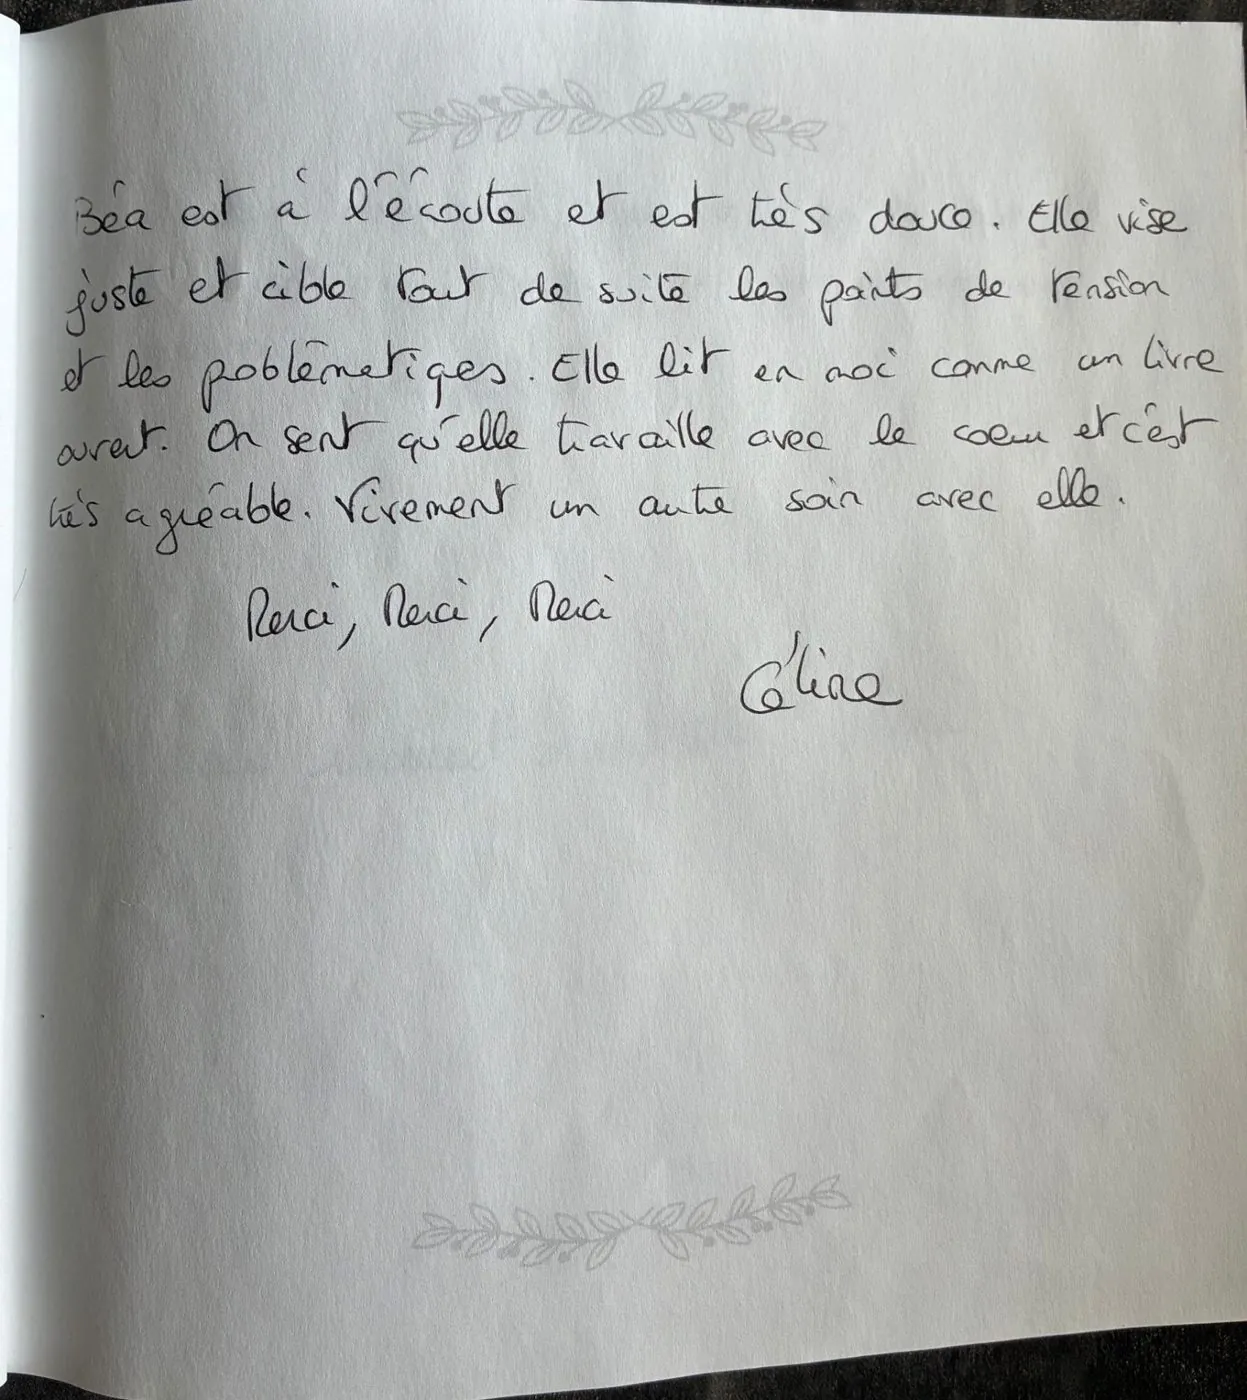 Béa est à l'écoute et est très douce. Elle vise
juste et cible tout de suite les points de tension
et les problématiques. Elle lit en moi comme un livre
ouvert. On sent qu'elle travaille avec le coeur et c'est
très agréable. Vivement un autre soin avec elle.
Merci, Merci, Merci
Céline